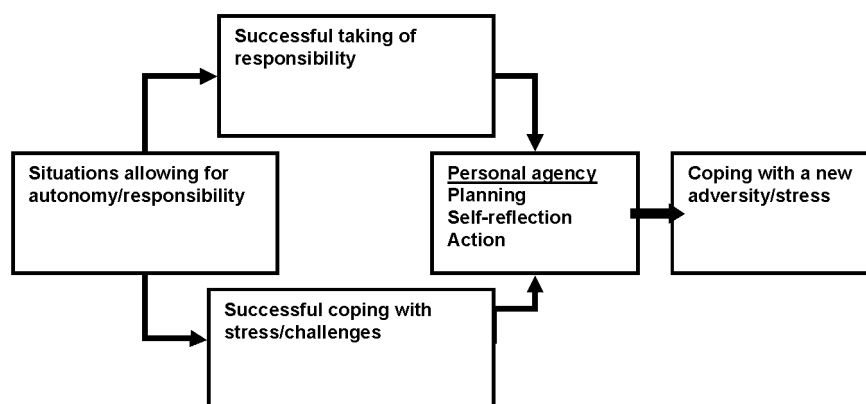 Successful taking of
responsibility
Situations allowing for
autonomy/responsibility
Personal agency
Planning
Self-reflection
Action
Coping with a new
adversity/stress
Successful coping with
stress/challenges